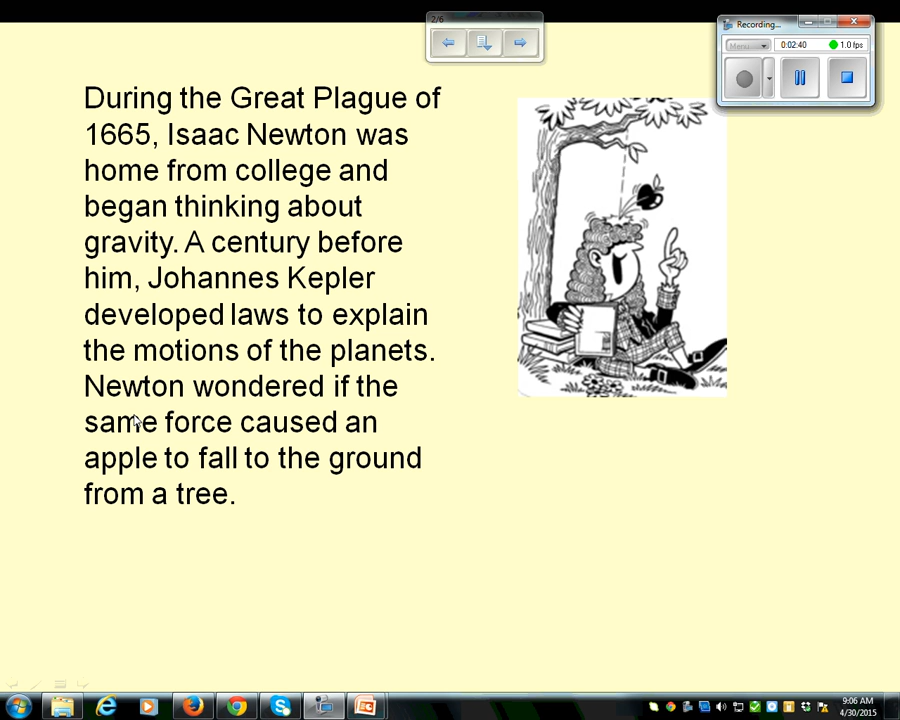 2/6
Recording...
Menu
0:02:40
1.0 fps
During the Great Plague of
1665, Isaac Newton was
home from college and
began thinking about
gravity. A century before
him, Johannes Kepler
developed laws to explain
the motions of the planets.
Newton wondered if the
same force caused an
apple to fall to the ground
from a tree.
9:06 AM
4/30/2015